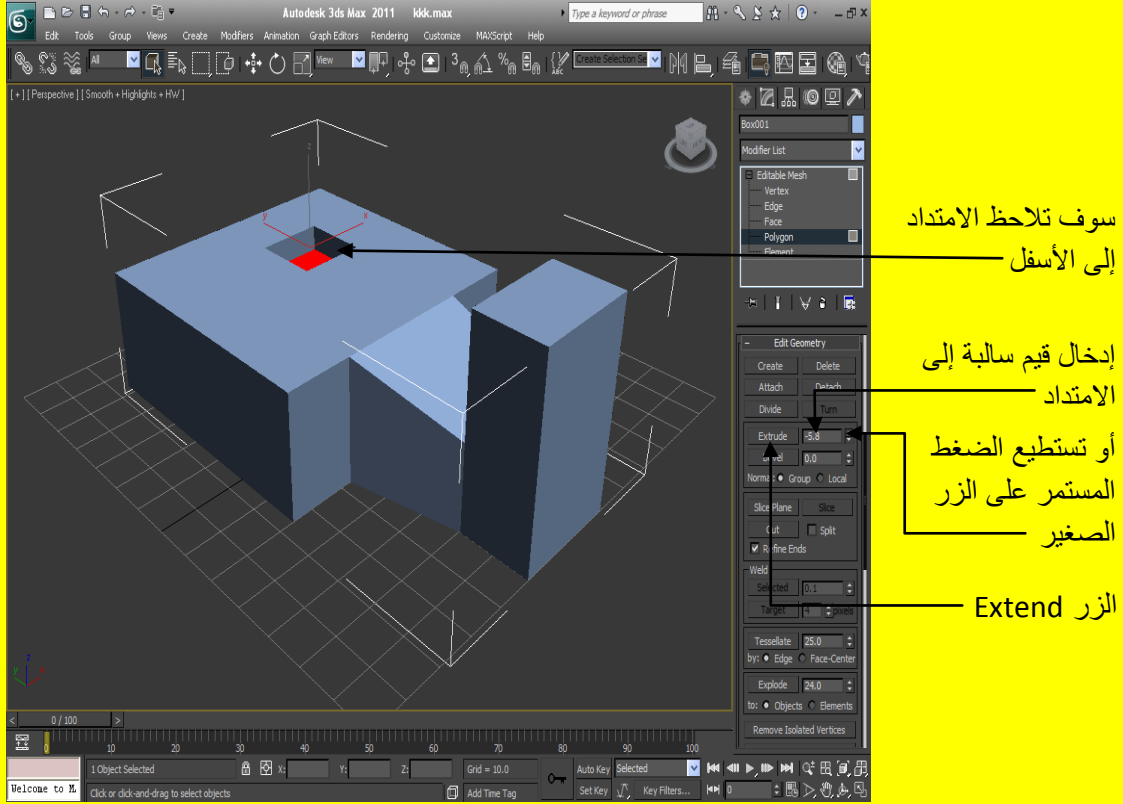 Autodesk 3ds Max 2011 kkk.max
Type a keyword or phrase
Edit Tools Group Views Create Modifiers Animation Graph Editors Rendering Customize MAXScript Help
All
View
Create Selection Se
[ + ] [ Perspective ] [ Smooth + Highlights + HW ]
z
y
x
Box001
Modifier List
Editable Mesh
Vertex
Edge
Face
Polygon
Element
سوف تلاحظ الامتداد
إلى الأسفل
Edit Geometry
Create Delete
Attach Detach
Divide Turn
Extrude -5.8
Bevel 0.0
Normal: Group Local
Slice Plane Slice
Cut Split
Refine Ends
Weld
Selected 0.1
Target 4 pixels
Tessellate 25.0
by: Edge Face-Center
Explode 24.0
to: Objects Elements
Remove Isolated Vertices
إدخال قيم سالبة إلى
الامتداد
أو تستطيع الضغط
المستمر على الزر
الصغير
الزر Extend
z
y
0 / 100
0 10 20 30 40 50 60 70 80 90 100
1 Object Selected X: Y: Z: Grid = 10.0 Auto Key Selected
Welcome to M Click or click-and-drag to select objects Add Time Tag Set Key Key Filters... 0